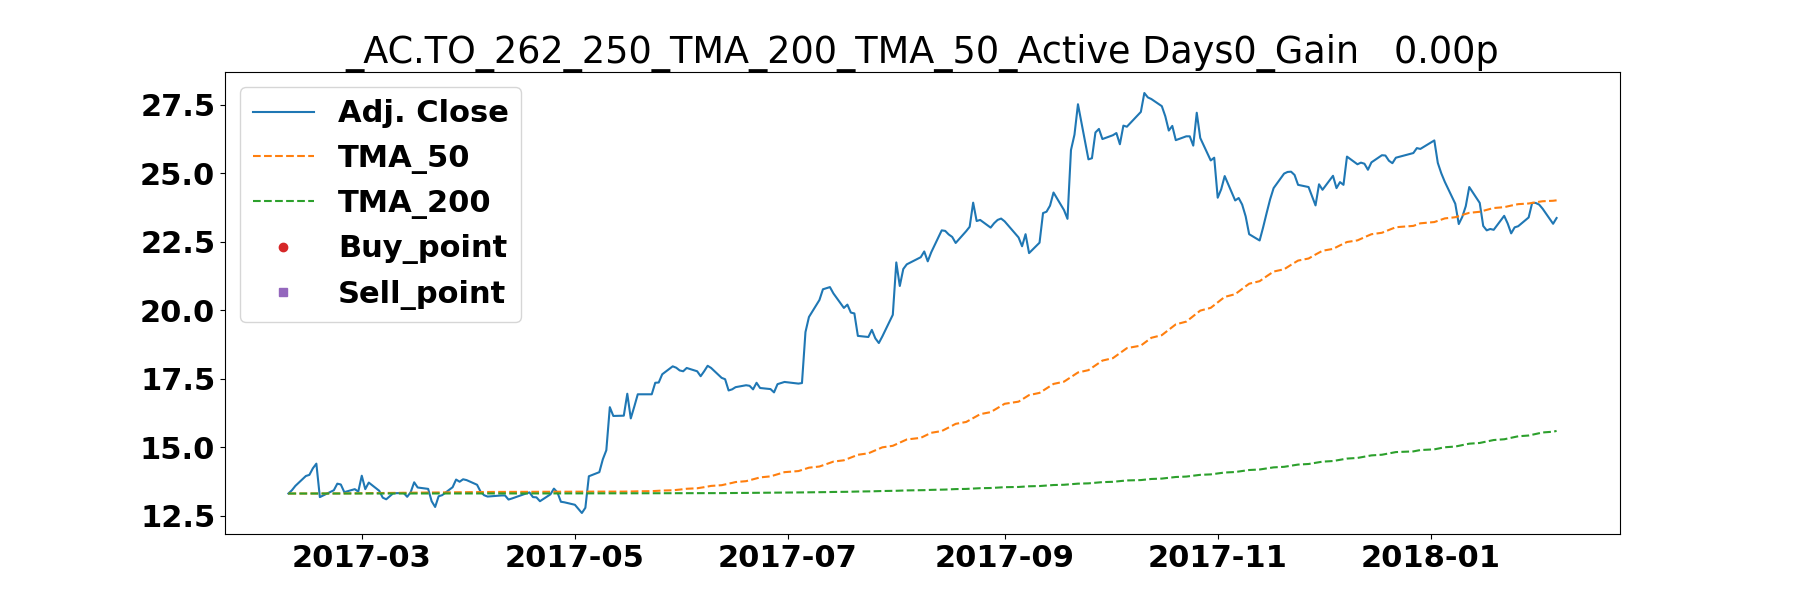 _AC.TO_262_250_TMA_200_TMA_50_Active Days0_Gain   0.00p
27.5
25.0
22.5
20.0
17.5
15.0
12.5
Adj. Close
TMA_50
TMA_200
Buy_point
Sell_point
2017-03 2017-05 2017-07 2017-09 2017-11 2018-01